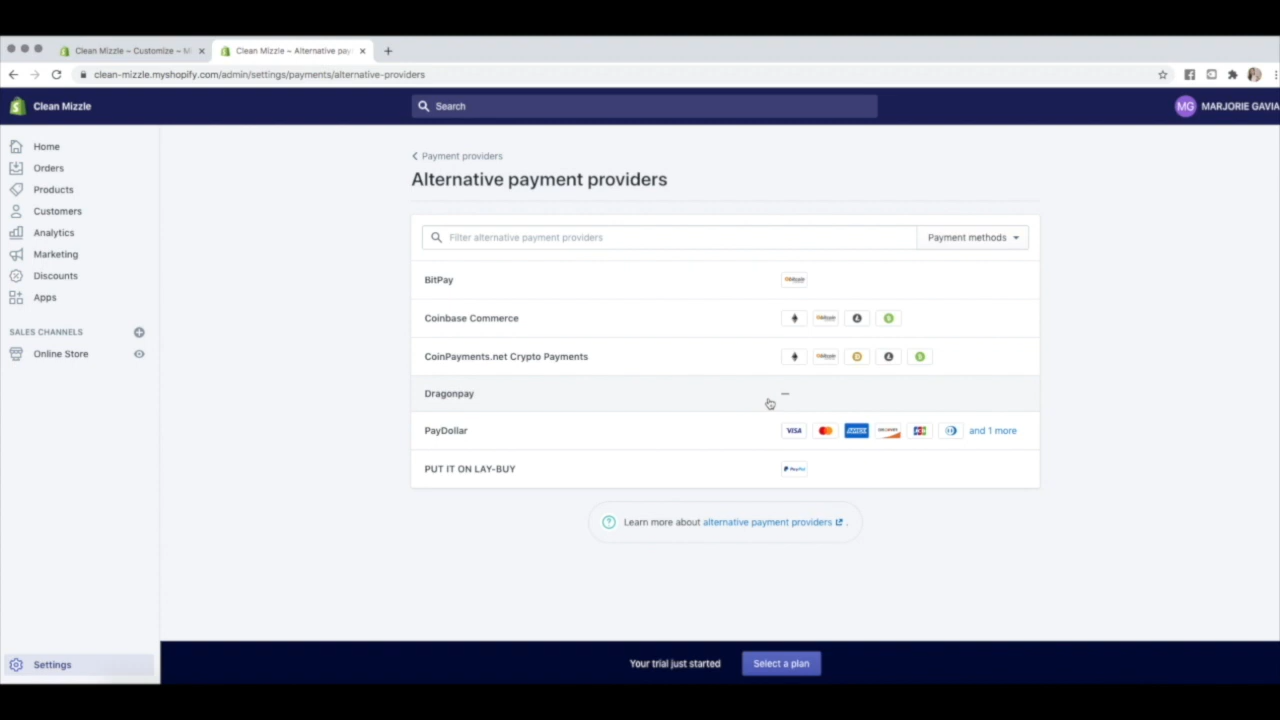 Clean Mizzle ~ Customize ~ Mi
Clean Mizzle ~ Alternative pay
clean-mizzle.myshopify.com/admin/settings/payments/alternative-providers
Clean Mizzle
Search
MG MARJORIE GAVIA
Home
Orders
Products
Customers
Analytics
Marketing
Discounts
Apps
SALES CHANNELS
Online Store
Settings
Payment providers
Alternative payment providers
Filter alternative payment providers
Payment methods
BitPay
Coinbase Commerce
CoinPayments.net Crypto Payments
Dragonpay –
PayDollar VISA and 1 more
PUT IT ON LAY-BUY PayPal
Learn more about alternative payment providers .
Your trial just started Select a plan